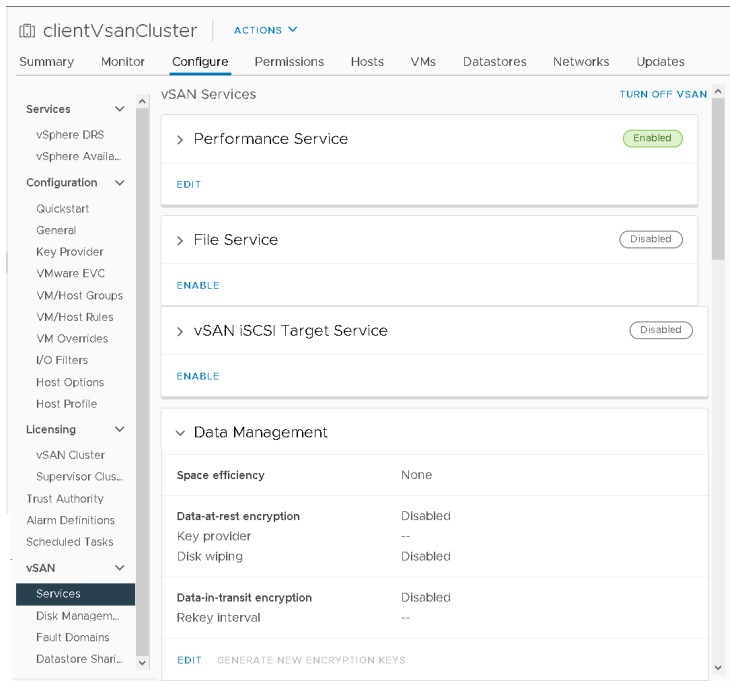 clientVsanCluster ACTIONS
Summary Monitor Configure Permissions Hosts VMs Datastores Networks Updates
Services
vSphere DRS
vSphere Availa...
Configuration
Quickstart
General
Key Provider
VMware EVC
VM/Host Groups
VM/Host Rules
VM Overrides
I/O Filters
Host Options
Host Profile
Licensing
vSAN Cluster
Supervisor Clus...
Trust Authority
Alarm Definitions
Scheduled Tasks
vSAN
Services
Disk Managem...
Fault Domains
Datastore Shari...
vSAN Services TURN OFF VSAN
Performance Service Enabled
EDIT
File Service Disabled
ENABLE
vSAN iSCSI Target Service Disabled
ENABLE
Data Management
Space efficiency None
Data-at-rest encryption Disabled
Key provider --
Disk wiping Disabled
Data-in-transit encryption Disabled
Rekey interval --
EDIT GENERATE NEW ENCRYPTION KEYS